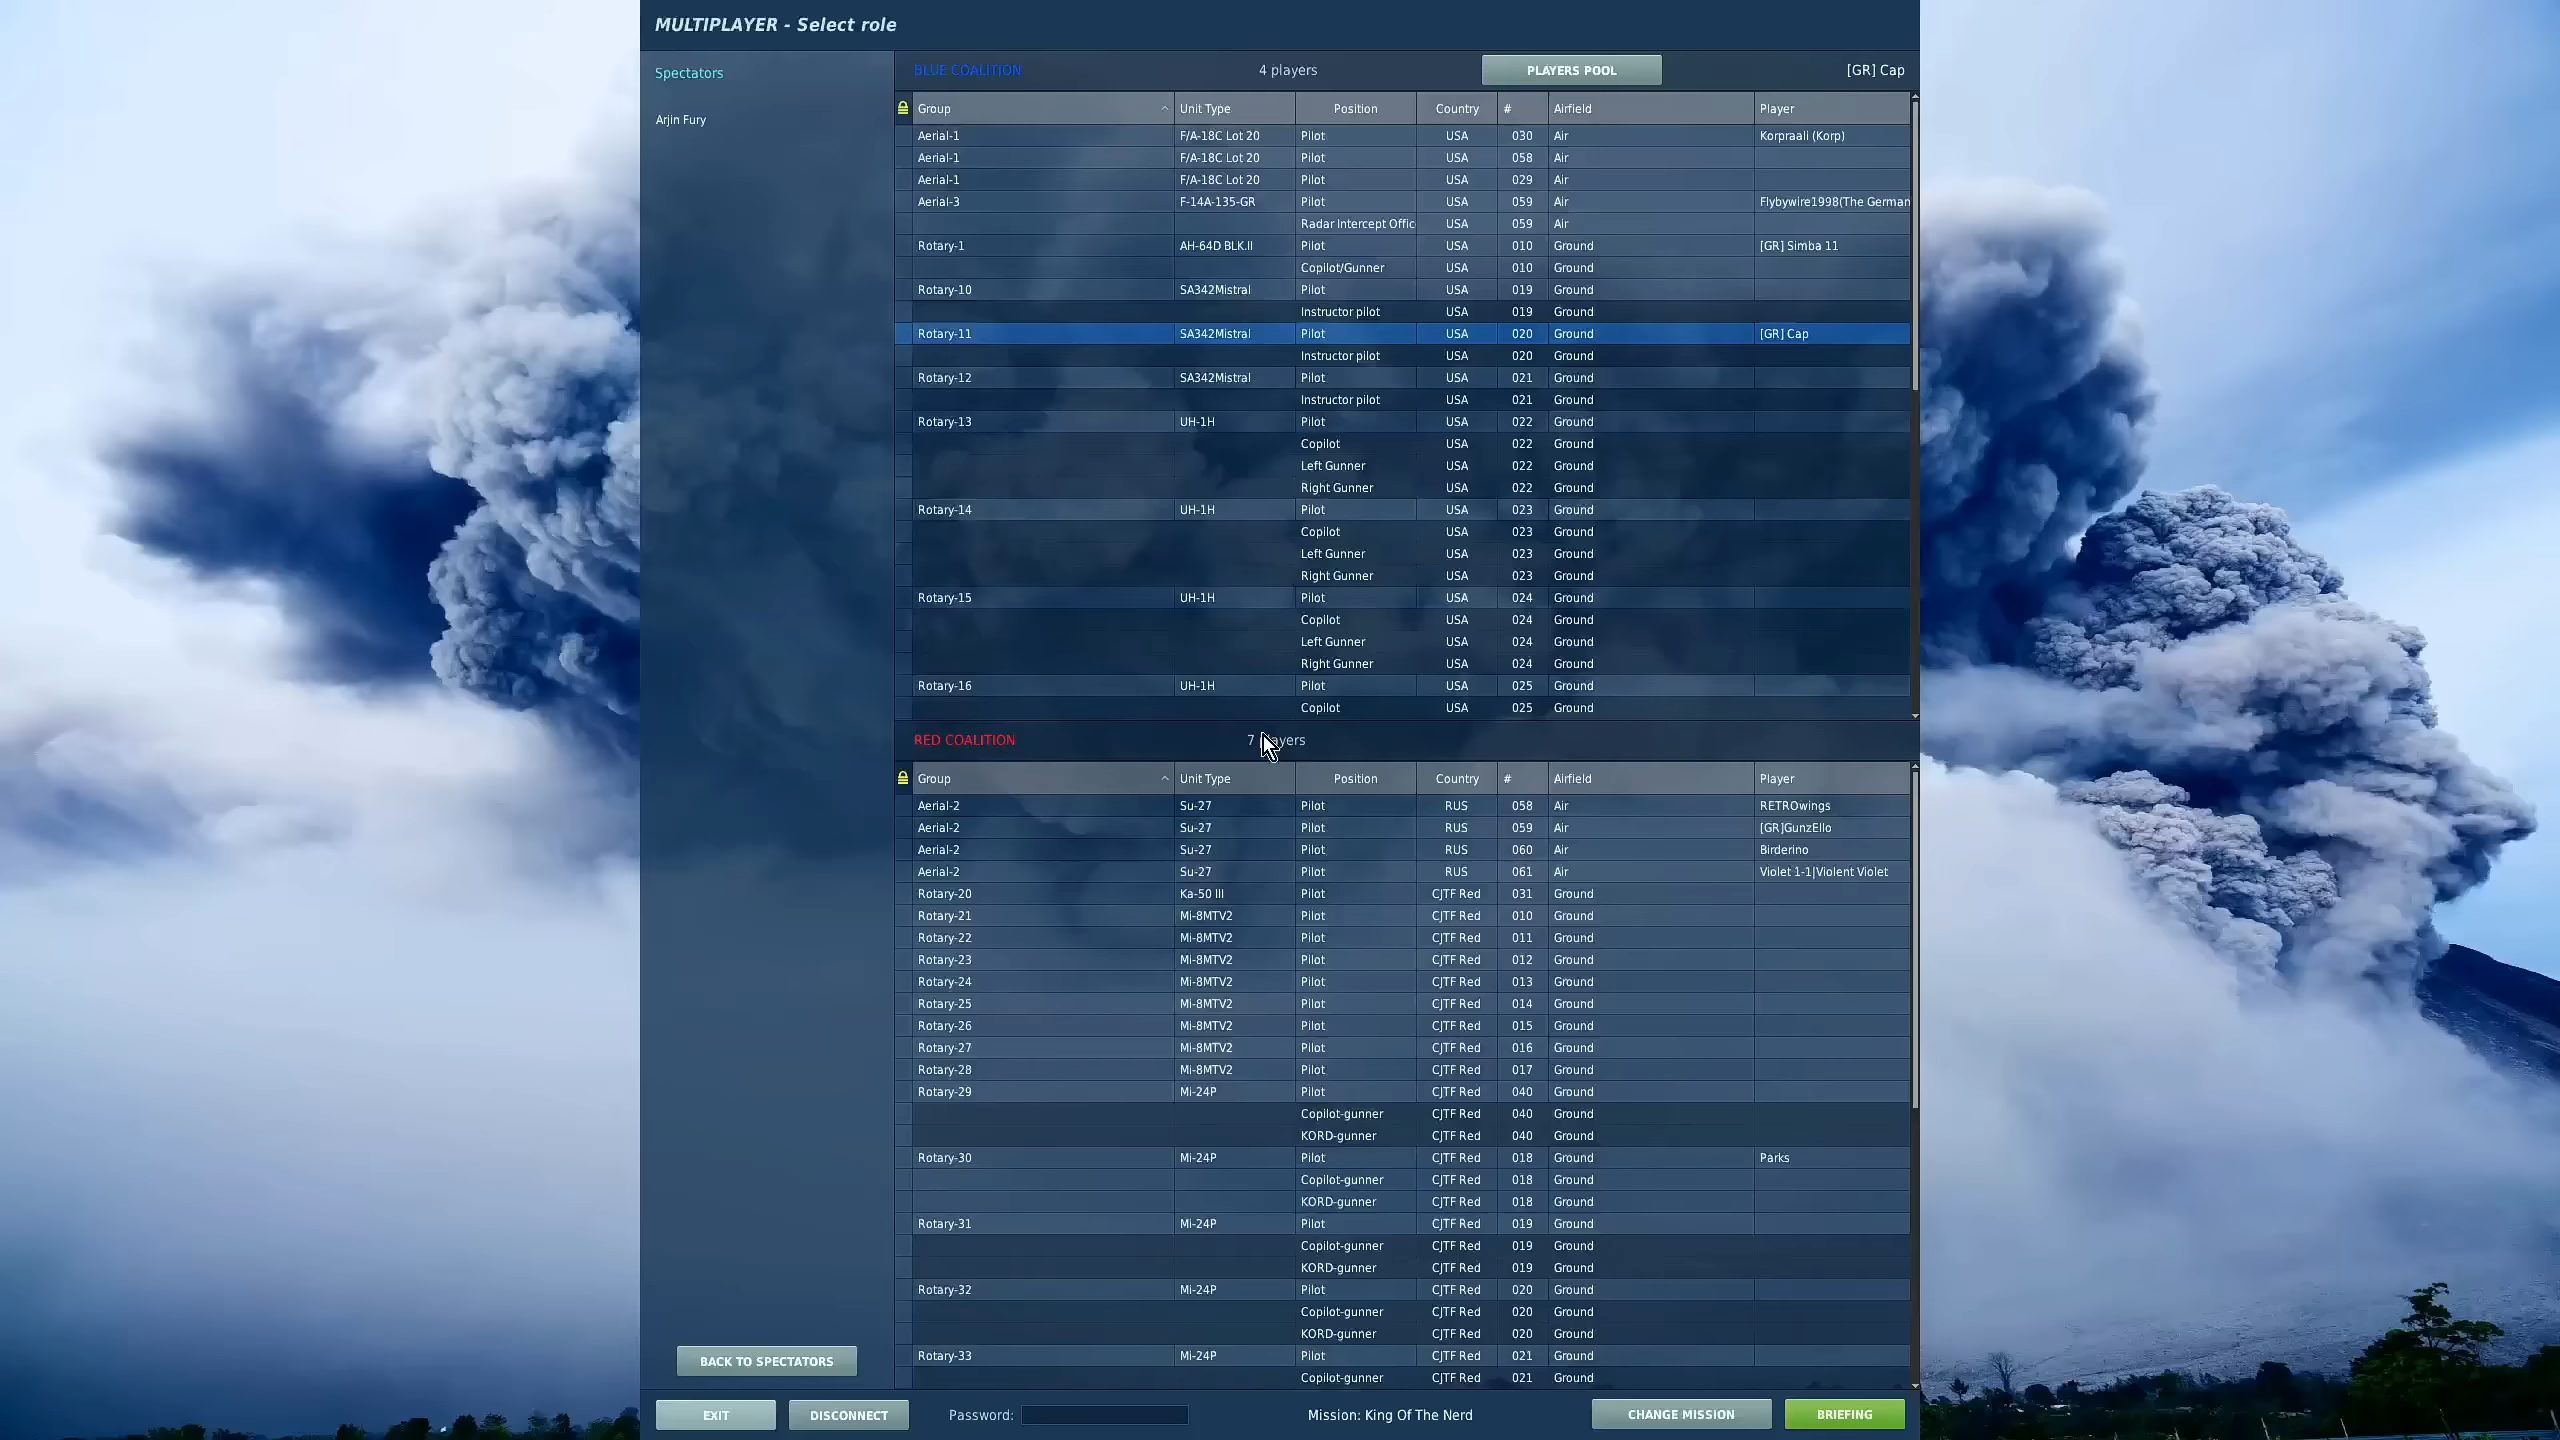 MULTIPLAYER - Select role
Spectators
Arjin Fury
BLUE COALITION 4 players PLAYERS POOL [GR] Cap
Group Unit Type Position Country # Airfield Player
Aerial-1 F/A-18C Lot 20 Pilot USA 030 Air Korpraali (Korp)
Aerial-1 F/A-18C Lot 20 Pilot USA 058 Air
Aerial-1 F/A-18C Lot 20 Pilot USA 029 Air
Aerial-3 F-14A-135-GR Pilot USA 059 Air Flybywire1998(The German
Radar Intercept Offic USA 059 Air
Rotary-1 AH-64D BLK.II Pilot USA 010 Ground [GR] Simba 11
Copilot/Gunner USA 010 Ground
Rotary-10 SA342Mistral Pilot USA 019 Ground
Instructor pilot USA 019 Ground
Rotary-11 SA342Mistral Pilot USA 020 Ground [GR] Cap
Instructor pilot USA 020 Ground
Rotary-12 SA342Mistral Pilot USA 021 Ground
Instructor pilot USA 021 Ground
Rotary-13 UH-1H Pilot USA 022 Ground
Copilot USA 022 Ground
Left Gunner USA 022 Ground
Right Gunner USA 022 Ground
Rotary-14 UH-1H Pilot USA 023 Ground
Copilot USA 023 Ground
Left Gunner USA 023 Ground
Right Gunner USA 023 Ground
Rotary-15 UH-1H Pilot USA 024 Ground
Copilot USA 024 Ground
Left Gunner USA 024 Ground
Right Gunner USA 024 Ground
Rotary-16 UH-1H Pilot USA 025 Ground
Copilot USA 025 Ground
RED COALITION 7 players
Group Unit Type Position Country # Airfield Player
Aerial-2 Su-27 Pilot RUS 058 Air RETROwings
Aerial-2 Su-27 Pilot RUS 059 Air [GR]GunzEllo
Aerial-2 Su-27 Pilot RUS 060 Air Birderino
Aerial-2 Su-27 Pilot RUS 061 Air Violet 1-1|Violent Violet
Rotary-20 Ka-50 III Pilot CJTF Red 031 Ground
Rotary-21 Mi-8MTV2 Pilot CJTF Red 010 Ground
Rotary-22 Mi-8MTV2 Pilot CJTF Red 011 Ground
Rotary-23 Mi-8MTV2 Pilot CJTF Red 012 Ground
Rotary-24 Mi-8MTV2 Pilot CJTF Red 013 Ground
Rotary-25 Mi-8MTV2 Pilot CJTF Red 014 Ground
Rotary-26 Mi-8MTV2 Pilot CJTF Red 015 Ground
Rotary-27 Mi-8MTV2 Pilot CJTF Red 016 Ground
Rotary-28 Mi-8MTV2 Pilot CJTF Red 017 Ground
Rotary-29 Mi-24P Pilot CJTF Red 040 Ground
Copilot-gunner CJTF Red 040 Ground
KORD-gunner CJTF Red 040 Ground
Rotary-30 Mi-24P Pilot CJTF Red 018 Ground Parks
Copilot-gunner CJTF Red 018 Ground
KORD-gunner CJTF Red 018 Ground
Rotary-31 Mi-24P Pilot CJTF Red 019 Ground
Copilot-gunner CJTF Red 019 Ground
KORD-gunner CJTF Red 019 Ground
Rotary-32 Mi-24P Pilot CJTF Red 020 Ground
Copilot-gunner CJTF Red 020 Ground
KORD-gunner CJTF Red 020 Ground
Rotary-33 Mi-24P Pilot CJTF Red 021 Ground
Copilot-gunner CJTF Red 021 Ground
BACK TO SPECTATORS
EXIT DISCONNECT Password: Mission: King Of The Nerd CHANGE MISSION BRIEFING